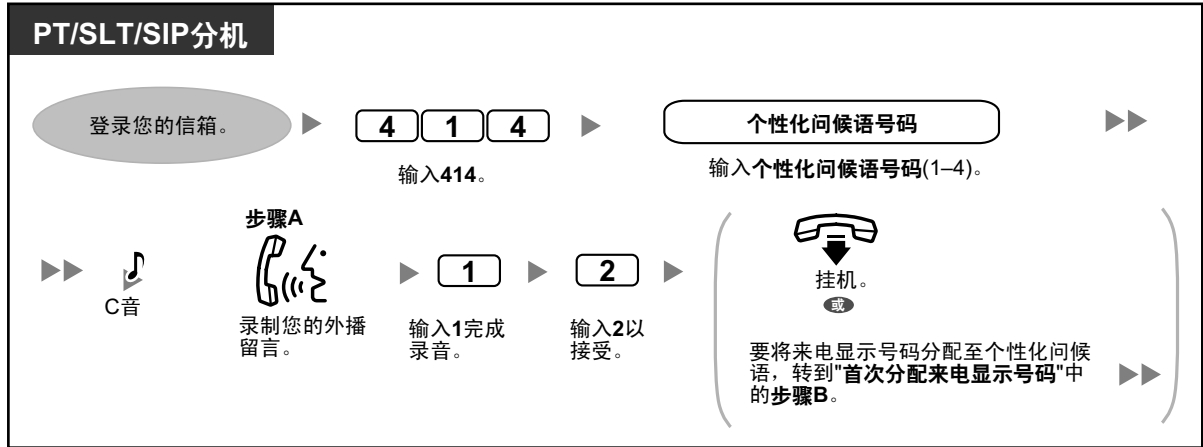 PT/SLT/SIP分机
登录您的信箱。
4 1 4
个性化问候语号码
输入414。
输入个性化问候语号码(1–4)。
步骤A
C音
录制您的外播
留言。
1
输入1完成
录音。
2
输入2以
接受。
挂机。
或
要将来电显示号码分配至个性化问候
语，转到"首次分配来电显示号码"中
的步骤B。